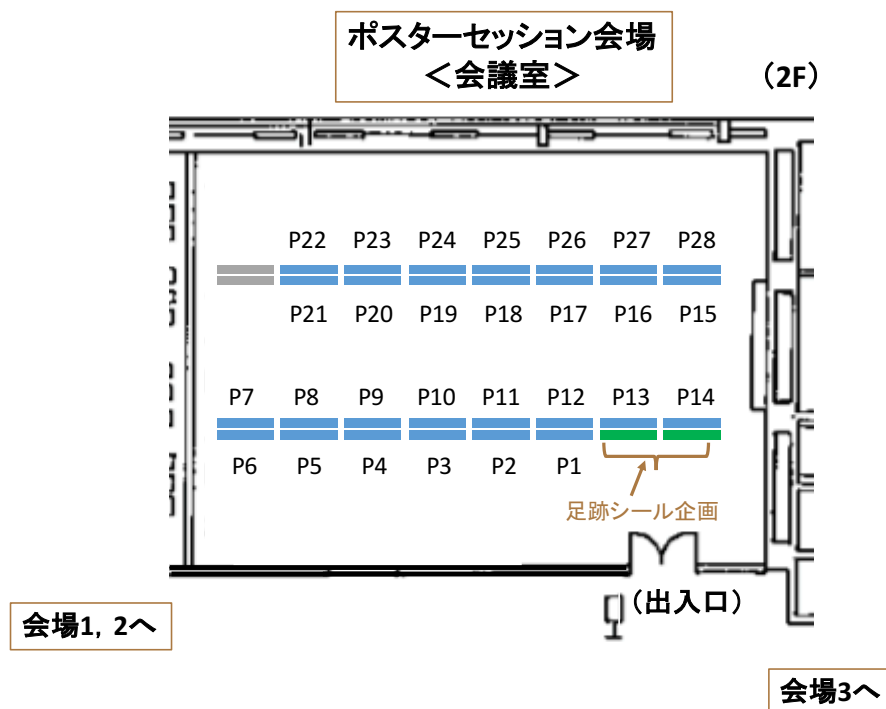 ポスターセッション会場
＜会議室＞
（2F）
P22 P23 P24 P25 P26 P27 P28
P21 P20 P19 P18 P17 P16 P15
P7 P8 P9 P10 P11 P12 P13 P14
P6 P5 P4 P3 P2 P1
足跡シール企画
（出入口）
会場1，2へ
会場3へ